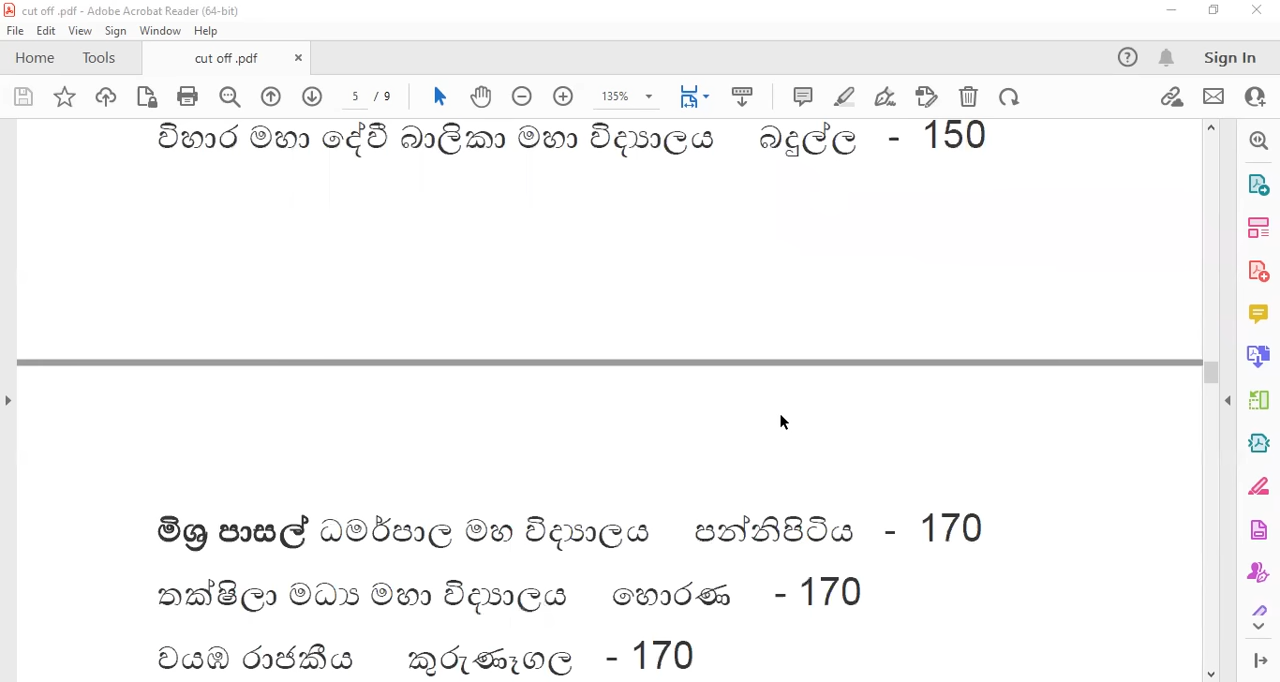 cut off .pdf - Adobe Acrobat Reader (64-bit)
File Edit View Sign Window Help
Home Tools cut off .pdf × Sign In
5 / 9 135%
විහාර මහා දේවී බාලිකා මහා විද්‍යාලය බදුල්ල - 150
මිශ්‍ර පාසල් ධමර්පාල මහ විද්‍යාලය පන්නිපිටිය - 170
තක්ෂිලා මධ්‍ය මහා විද්‍යාලය හොරණ - 170
වයඹ රාජකීය කුරුණෑගල - 170